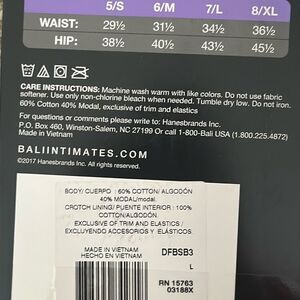 5/S 6/M 7/L 8/XL
WAIST: 29½ 31½ 34½ 36½
HIP: 38½ 40½ 43½ 45½
CARE INSTRUCTIONS: Machine wash warm with like colors. Do not use fabric
softener. Use only non-chlorine bleach when needed. Tumble dry low. Do not iron.
60% Cotton 40% Modal, exclusive of trim and elastics
For questions or comments please write to: Hanesbrands Inc.
P.O. Box 460, Winston-Salem, NC 27199 Or call 1-800-Bali USA (1.800.225.4872)
Made in Vietnam
BALIINTIMATES.COM
©2017 Hanesbrands Inc. All rights reserved.
BODY/ CUERPO : 60% COTTON/ ALGODÓN
40% MODAL/modal;
CROTCH LINING/ PUENTE INTERIOR : 100%
COTTON/ALGODÓN.
EXCLUSIVE OF TRIM AND ELASTICS /
EXCLUYENDO ACCESORIOS Y ELÁSTICOS.
MADE IN VIETNAM
HECHO EN VIETNAM
DFBSB3
L
RN 15763
03188X